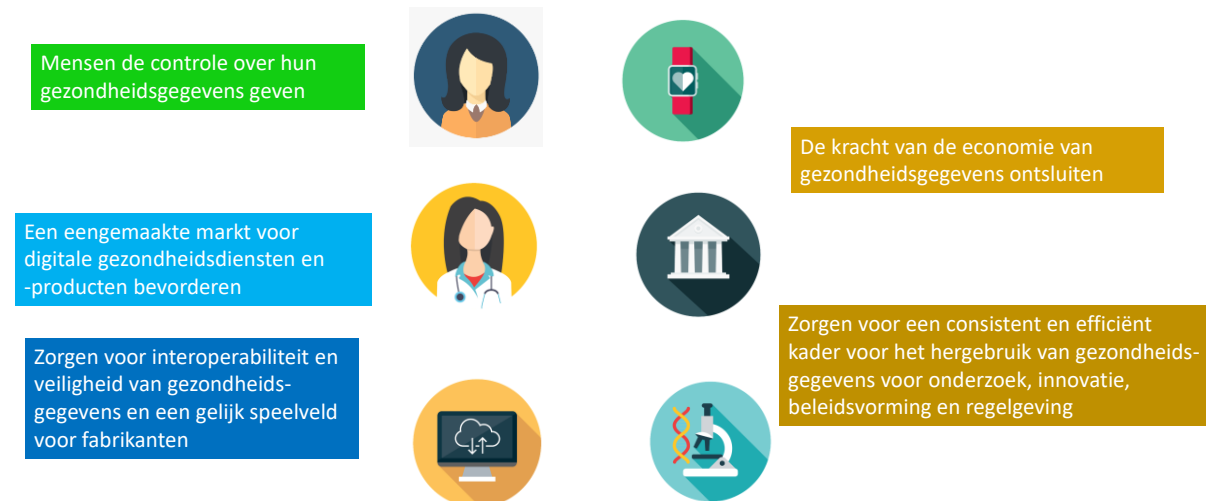 Mensen de controle over hun
gezondheidsgegevens geven
De kracht van de economie van
gezondheidsgegevens ontsluiten
Een eengemaakte markt voor
digitale gezondheidsdiensten en
-producten bevorderen
Zorgen voor een consistent en efficiënt
kader voor het hergebruik van gezondheids-
gegevens voor onderzoek, innovatie,
beleidsvorming en regelgeving
Zorgen voor interoperabiliteit en
veiligheid van gezondheids-
gegevens en een gelijk speelveld
voor fabrikanten